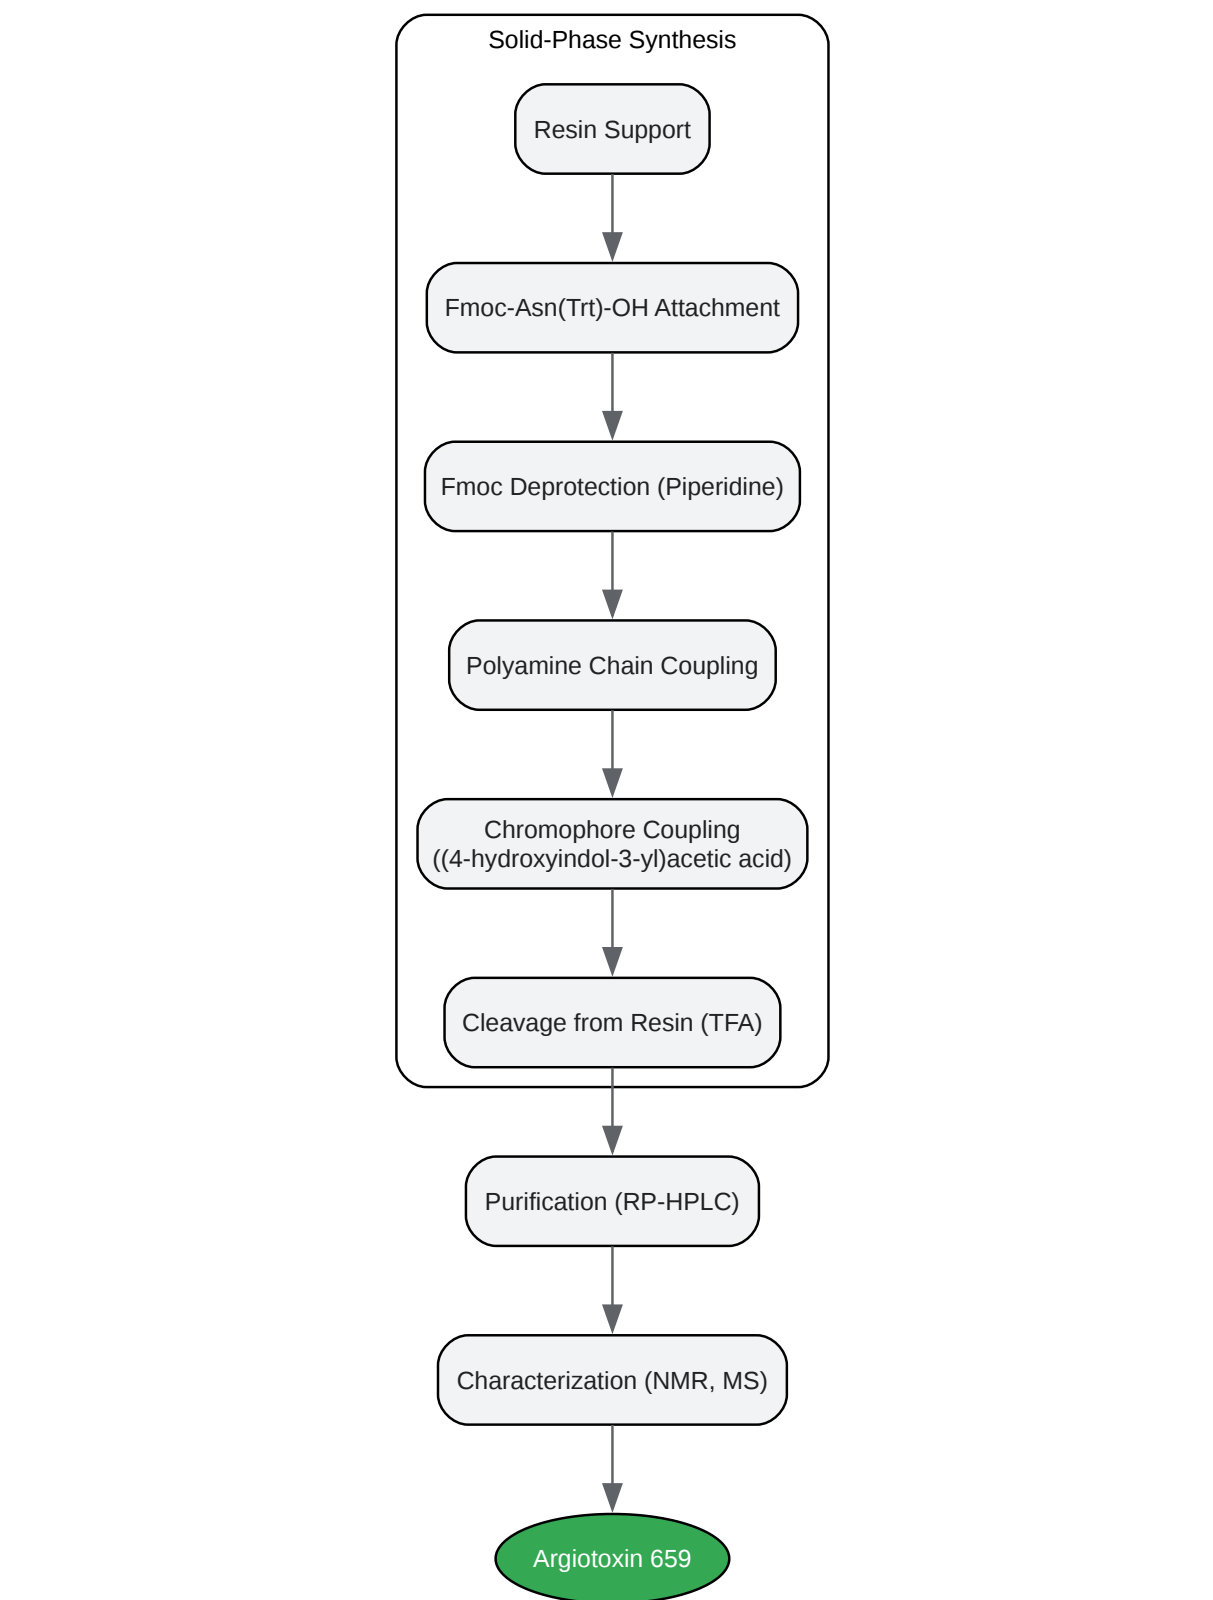 Solid-Phase Synthesis
Resin Support
Fmoc-Asn(Trt)-OH Attachment
Fmoc Deprotection (Piperidine)
Polyamine Chain Coupling
Chromophore Coupling
((4-hydroxyindol-3-yl)acetic acid)
Cleavage from Resin (TFA)
Purification (RP-HPLC)
Characterization (NMR, MS)
Argiotoxin 659